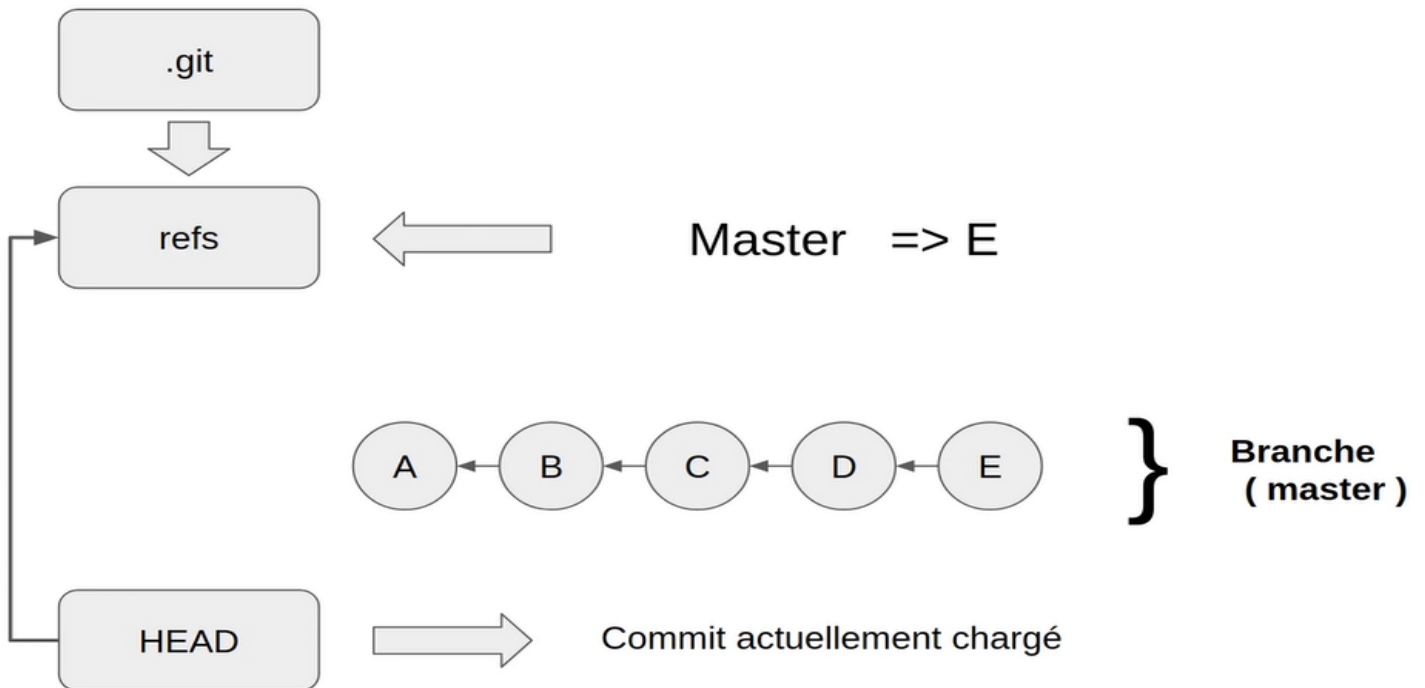 .git
refs
Master => E
A
B
C
D
E
}
Branche
( master )
HEAD
Commit actuellement chargé